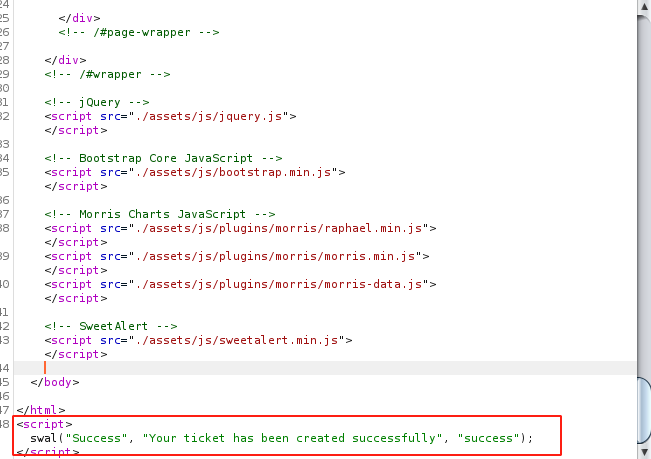 24
25 </div>
26 <!-- /#page-wrapper -->
27
28 </div>
29 <!-- /#wrapper -->
30
31 <!-- jQuery -->
32 <script src="./assets/js/jquery.js">
</script>
33
34 <!-- Bootstrap Core JavaScript -->
35 <script src="./assets/js/bootstrap.min.js">
</script>
36
37 <!-- Morris Charts JavaScript -->
38 <script src="./assets/js/plugins/morris/raphael.min.js">
</script>
39 <script src="./assets/js/plugins/morris/morris.min.js">
</script>
40 <script src="./assets/js/plugins/morris/morris-data.js">
</script>
41
42 <!-- SweetAlert -->
43 <script src="./assets/js/sweetalert.min.js">
</script>
44
45 </body>
46
47 </html>
48 <script>
swal("Success", "Your ticket has been created successfully", "success");
</script>